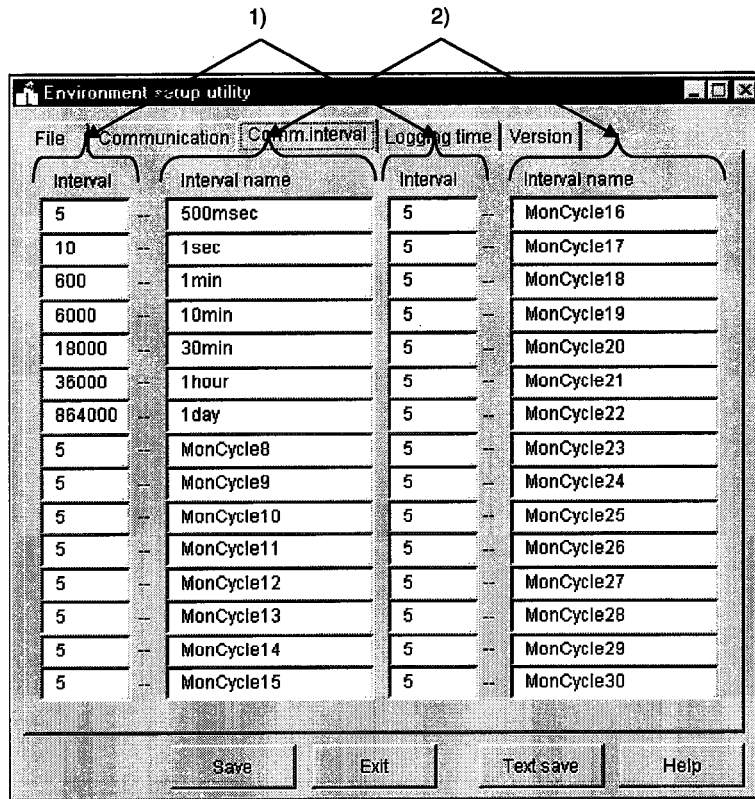 1) 2)
Environment setup utility
File Communication Comm.interval Logging time Version
Interval Interval name Interval Interval name
5 -- 500msec 5 -- MonCycle16
10 -- 1sec 5 -- MonCycle17
600 -- 1min 5 -- MonCycle18
6000 -- 10min 5 -- MonCycle19
18000 -- 30min 5 -- MonCycle20
36000 -- 1hour 5 -- MonCycle21
864000 -- 1day 5 -- MonCycle22
5 -- MonCycle8 5 -- MonCycle23
5 -- MonCycle9 5 -- MonCycle24
5 -- MonCycle10 5 -- MonCycle25
5 -- MonCycle11 5 -- MonCycle26
5 -- MonCycle12 5 -- MonCycle27
5 -- MonCycle13 5 -- MonCycle28
5 -- MonCycle14 5 -- MonCycle29
5 -- MonCycle15 5 -- MonCycle30
Save Exit Text save Help